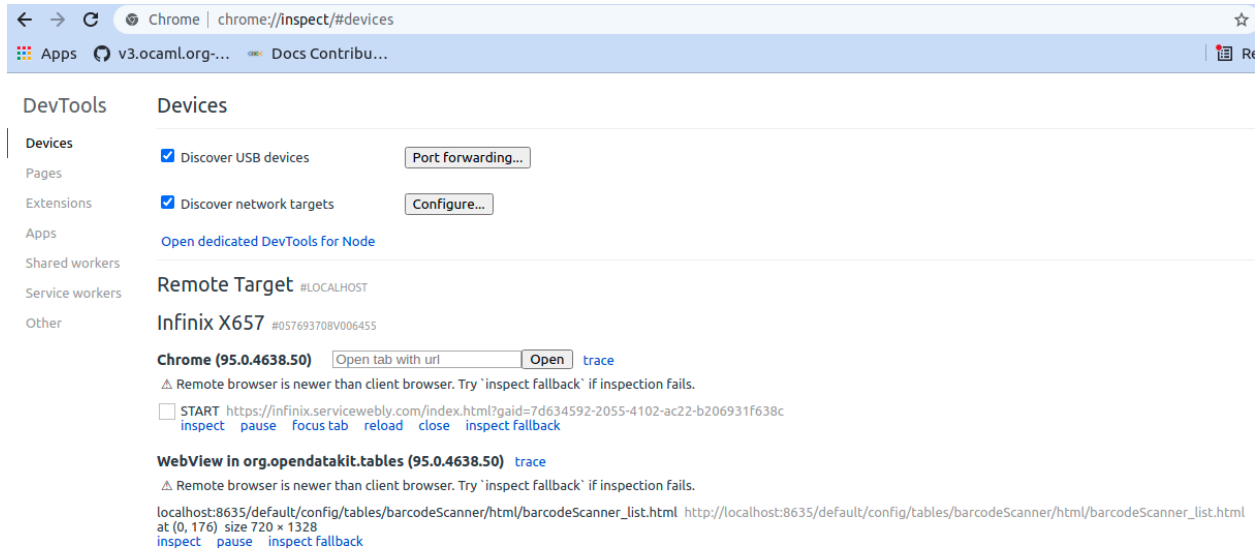 Chrome | chrome://inspect/#devices
Apps v3.ocaml.org-... Docs Contribu... Re
DevTools
Devices
Pages
Extensions
Apps
Shared workers
Service workers
Other
Devices
Discover USB devices Port forwarding...
Discover network targets Configure...
Open dedicated DevTools for Node
Remote Target #LOCALHOST
Infinix X657 #057693708V006455
Chrome (95.0.4638.50) Open tab with url Open trace
⚠ Remote browser is newer than client browser. Try `inspect fallback` if inspection fails.
START https://infinix.servicewebly.com/index.html?gaid=7d634592-2055-4102-ac22-b206931f638c
inspect pause focus tab reload close inspect fallback
WebView in org.opendatakit.tables (95.0.4638.50) trace
⚠ Remote browser is newer than client browser. Try `inspect fallback` if inspection fails.
localhost:8635/default/config/tables/barcodeScanner/html/barcodeScanner_list.html http://localhost:8635/default/config/tables/barcodeScanner/html/barcodeScanner_list.html
at (0, 176) size 720 × 1328
inspect pause inspect fallback